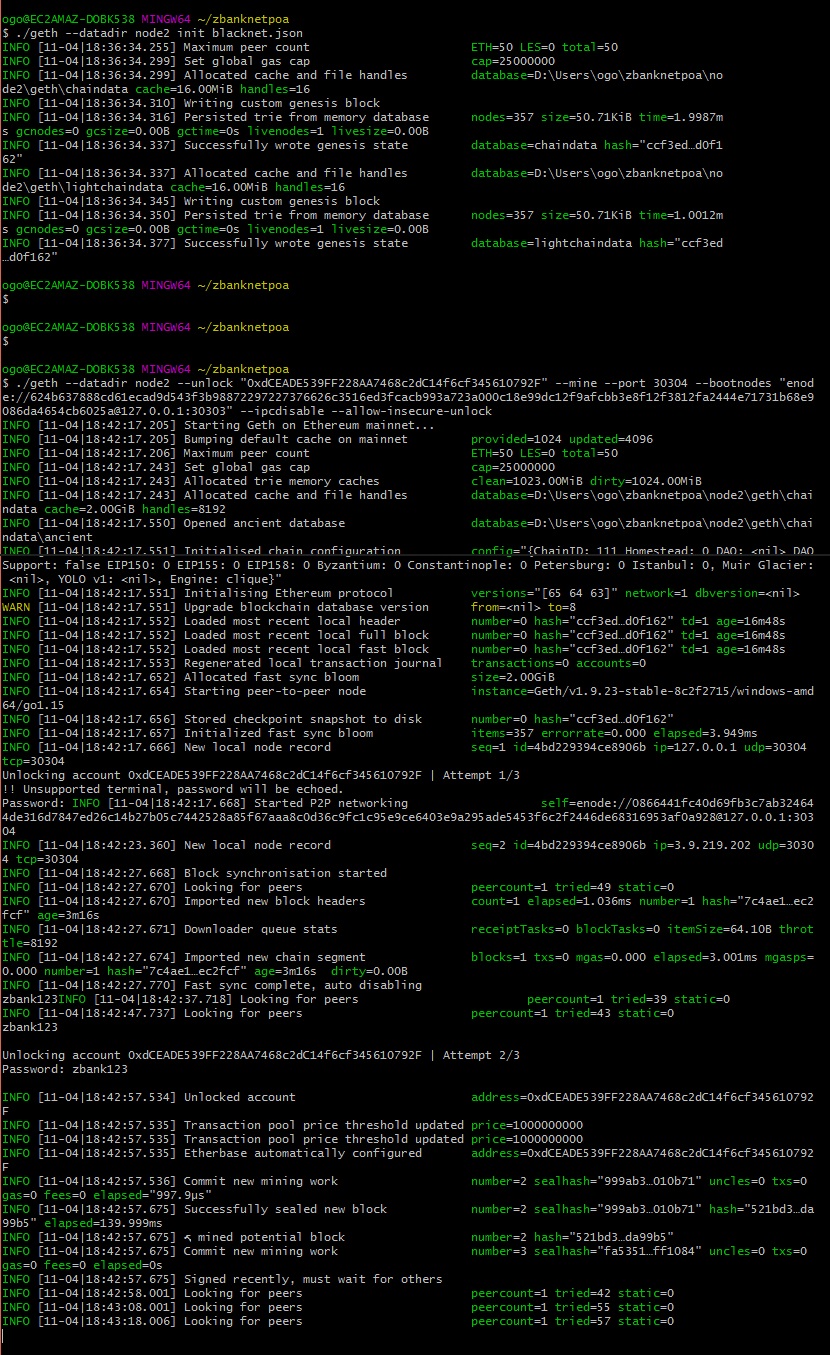 ogo@EC2AMAZ-DOBK538 MINGW64 ~/zbanknetpoa
$ ./geth --datadir node2 init blacknet.json
INFO [11-04|18:36:34.255] Maximum peer count ETH=50 LES=0 total=50
INFO [11-04|18:36:34.299] Set global gas cap cap=25000000
INFO [11-04|18:36:34.299] Allocated cache and file handles database=D:\Users\ogo\zbanknetpoa\no
de2\geth\chaindata cache=16.00MiB handles=16
INFO [11-04|18:36:34.310] Writing custom genesis block
INFO [11-04|18:36:34.316] Persisted trie from memory database nodes=357 size=50.71KiB time=1.9987m
s gcnodes=0 gcsize=0.00B gctime=0s livenodes=1 livesize=0.00B
INFO [11-04|18:36:34.337] Successfully wrote genesis state database=chaindata hash="ccf3ed…d0f1
62"
INFO [11-04|18:36:34.337] Allocated cache and file handles database=D:\Users\ogo\zbanknetpoa\no
de2\geth\lightchaindata cache=16.00MiB handles=16
INFO [11-04|18:36:34.345] Writing custom genesis block
INFO [11-04|18:36:34.350] Persisted trie from memory database nodes=357 size=50.71KiB time=1.0012m
s gcnodes=0 gcsize=0.00B gctime=0s livenodes=1 livesize=0.00B
INFO [11-04|18:36:34.377] Successfully wrote genesis state database=lightchaindata hash="ccf3ed
…d0f162"
ogo@EC2AMAZ-DOBK538 MINGW64 ~/zbanknetpoa
$
ogo@EC2AMAZ-DOBK538 MINGW64 ~/zbanknetpoa
$
ogo@EC2AMAZ-DOBK538 MINGW64 ~/zbanknetpoa
$ ./geth --datadir node2 --unlock "0xdCEADE539FF228AA7468c2dC14f6cf345610792F" --mine --port 30304 --bootnodes "enod
e://624b637888cd61ecad9d543f3b98872297227376626c3516ed3fcacb993a723a000c18e99dc12f9afcbb3e8f12f3812fa2444e71731b68e9
086da4654cb6025a@127.0.0.1:30303" --ipcdisable --allow-insecure-unlock
INFO [11-04|18:42:17.205] Starting Geth on Ethereum mainnet...
INFO [11-04|18:42:17.205] Bumping default cache on mainnet provided=1024 updated=4096
INFO [11-04|18:42:17.206] Maximum peer count ETH=50 LES=0 total=50
INFO [11-04|18:42:17.243] Set global gas cap cap=25000000
INFO [11-04|18:42:17.243] Allocated trie memory caches clean=1023.00MiB dirty=1024.00MiB
INFO [11-04|18:42:17.243] Allocated cache and file handles database=D:\Users\ogo\zbanknetpoa\node2\geth\chai
ndata cache=2.00GiB handles=8192
INFO [11-04|18:42:17.550] Opened ancient database database=D:\Users\ogo\zbanknetpoa\node2\geth\chai
ndata\ancient
INFO [11-04|18:42:17.551] Initialised chain configuration config="{ChainID: 111 Homestead: 0 DAO: <nil> DAO
Support: false EIP150: 0 EIP155: 0 EIP158: 0 Byzantium: 0 Constantinople: 0 Petersburg: 0 Istanbul: 0, Muir Glacier:
<nil>, YOLO v1: <nil>, Engine: clique}"
INFO [11-04|18:42:17.551] Initialising Ethereum protocol versions="[65 64 63]" network=1 dbversion=<nil>
WARN [11-04|18:42:17.551] Upgrade blockchain database version from=<nil> to=8
INFO [11-04|18:42:17.552] Loaded most recent local header number=0 hash="ccf3ed…d0f162" td=1 age=16m48s
INFO [11-04|18:42:17.552] Loaded most recent local full block number=0 hash="ccf3ed…d0f162" td=1 age=16m48s
INFO [11-04|18:42:17.552] Loaded most recent local fast block number=0 hash="ccf3ed…d0f162" td=1 age=16m48s
INFO [11-04|18:42:17.553] Regenerated local transaction journal transactions=0 accounts=0
INFO [11-04|18:42:17.652] Allocated fast sync bloom size=2.00GiB
INFO [11-04|18:42:17.654] Starting peer-to-peer node instance=Geth/v1.9.23-stable-8c2f2715/windows-amd
64/go1.15
INFO [11-04|18:42:17.656] Stored checkpoint snapshot to disk number=0 hash="ccf3ed…d0f162"
INFO [11-04|18:42:17.657] Initialized fast sync bloom items=357 errorrate=0.000 elapsed=3.949ms
INFO [11-04|18:42:17.666] New local node record seq=1 id=4bd229394ce8906b ip=127.0.0.1 udp=30304
tcp=30304
Unlocking account 0xdCEADE539FF228AA7468c2dC14f6cf345610792F | Attempt 1/3
!! Unsupported terminal, password will be echoed.
Password: INFO [11-04|18:42:17.668] Started P2P networking self=enode://0866441fc40d69fb3c7ab32464
4de316d7847ed26c14b27b05c7442528a85f67aaa8c0d36c9fc1c95e9ce6403e9a295ade5453f6c2f2446de68316953af0a928@127.0.0.1:303
04
INFO [11-04|18:42:23.360] New local node record seq=2 id=4bd229394ce8906b ip=3.9.219.202 udp=3030
4 tcp=30304
INFO [11-04|18:42:27.668] Block synchronisation started
INFO [11-04|18:42:27.670] Looking for peers peercount=1 tried=49 static=0
INFO [11-04|18:42:27.670] Imported new block headers count=1 elapsed=1.036ms number=1 hash="7c4ae1…ec2
fcf" age=3m16s
INFO [11-04|18:42:27.671] Downloader queue stats receiptTasks=0 blockTasks=0 itemSize=64.10B throt
tle=8192
INFO [11-04|18:42:27.674] Imported new chain segment blocks=1 txs=0 mgas=0.000 elapsed=3.001ms mgasps=
0.000 number=1 hash="7c4ae1…ec2fcf" age=3m16s dirty=0.00B
INFO [11-04|18:42:27.770] Fast sync complete, auto disabling
zbank123INFO [11-04|18:42:37.718] Looking for peers peercount=1 tried=39 static=0
INFO [11-04|18:42:47.737] Looking for peers peercount=1 tried=43 static=0
zbank123
Unlocking account 0xdCEADE539FF228AA7468c2dC14f6cf345610792F | Attempt 2/3
Password: zbank123
INFO [11-04|18:42:57.534] Unlocked account address=0xdCEADE539FF228AA7468c2dC14f6cf345610792
F
INFO [11-04|18:42:57.535] Transaction pool price threshold updated price=1000000000
INFO [11-04|18:42:57.535] Transaction pool price threshold updated price=1000000000
INFO [11-04|18:42:57.535] Etherbase automatically configured address=0xdCEADE539FF228AA7468c2dC14f6cf345610792
F
INFO [11-04|18:42:57.536] Commit new mining work number=2 sealhash="999ab3…010b71" uncles=0 txs=0
gas=0 fees=0 elapsed="997.9µs"
INFO [11-04|18:42:57.675] Successfully sealed new block number=2 sealhash="999ab3…010b71" hash="521bd3…da
99b5" elapsed=139.999ms
INFO [11-04|18:42:57.675] 🔨 mined potential block number=2 hash="521bd3…da99b5"
INFO [11-04|18:42:57.675] Commit new mining work number=3 sealhash="fa5351…ff1084" uncles=0 txs=0
gas=0 fees=0 elapsed=0s
INFO [11-04|18:42:57.675] Signed recently, must wait for others
INFO [11-04|18:42:58.001] Looking for peers peercount=1 tried=42 static=0
INFO [11-04|18:43:08.001] Looking for peers peercount=1 tried=55 static=0
INFO [11-04|18:43:18.006] Looking for peers peercount=1 tried=57 static=0